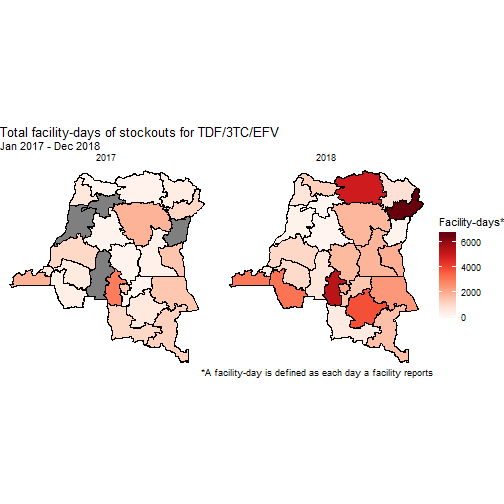 Total facility-days of stockouts for TDF/3TC/EFV
Jan 2017 - Dec 2018
2017
2018
Facility-days*
6000
4000
2000
0
*A facility-day is defined as each day a facility reports